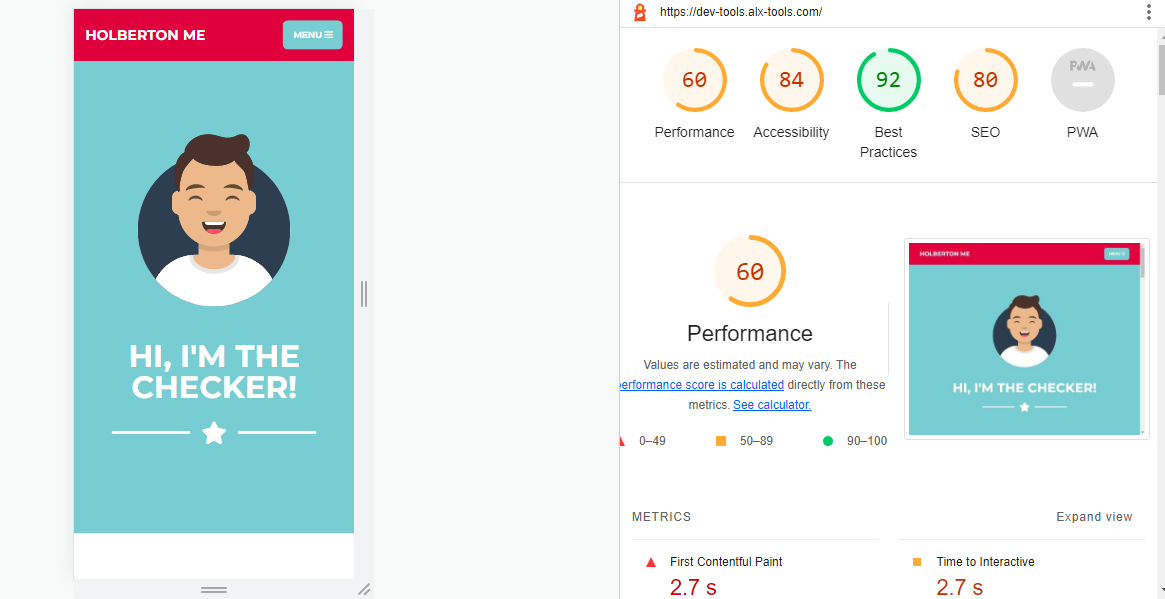 HOLBERTON ME
MENU
HI, I'M THE
CHECKER!
https://dev-tools.alx-tools.com/
60
84
92
80
PWA
Performance
Accessibility
Best
Practices
SEO
PWA
60
Performance
Values are estimated and may vary. The
performance score is calculated directly from these
metrics. See calculator.
0–49
50–89
90–100
HOLBERTON ME
MENU
HI, I'M THE CHECKER!
METRICS
Expand view
First Contentful Paint
2.7 s
Time to Interactive
2.7 s